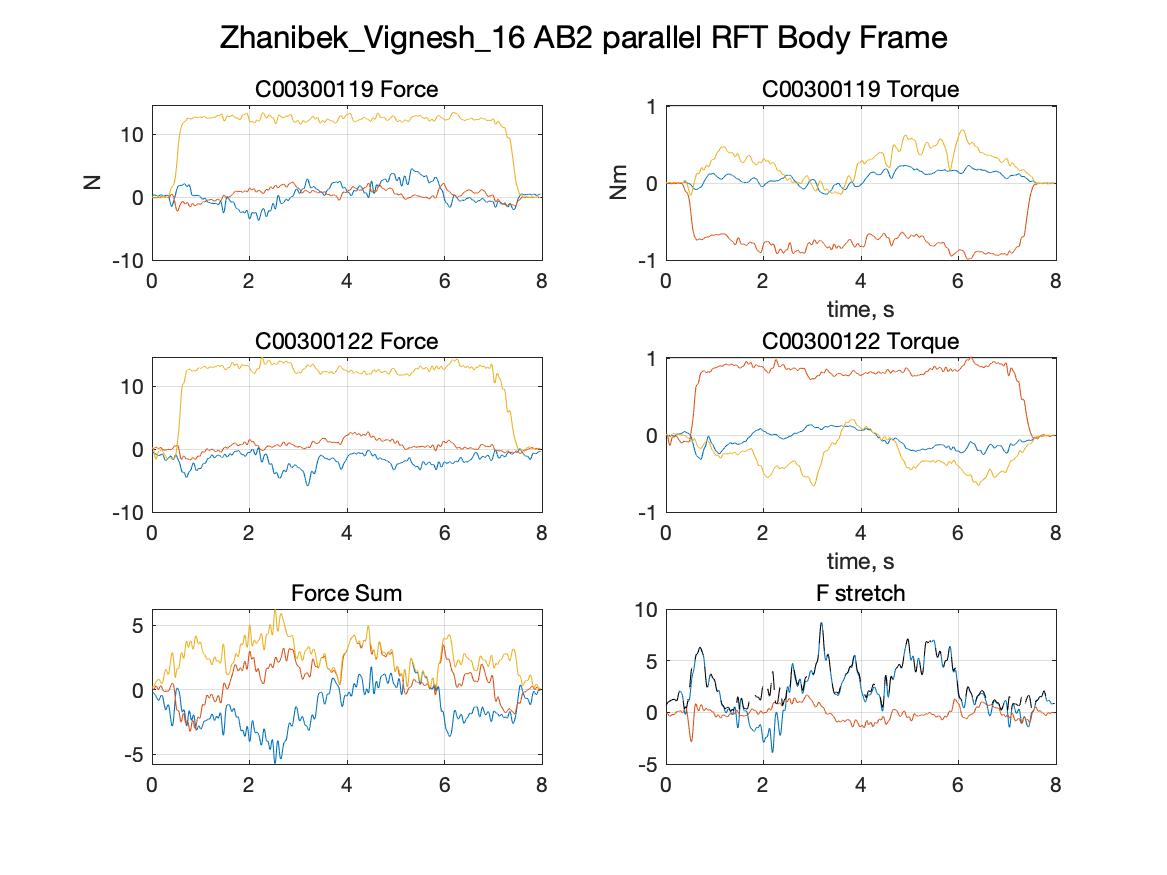 Zhanibek_Vignesh_16 AB2 parallel RFT Body Frame
C00300119 Force
N
10
0
-10
0 2 4 6 8
C00300119 Torque
Nm
1
0
-1
0 2 4 6 8
time, s
C00300122 Force
10
0
-10
0 2 4 6 8
C00300122 Torque
1
0
-1
0 2 4 6 8
time, s
Force Sum
5
0
-5
0 2 4 6 8
F stretch
10
5
0
-5
0 2 4 6 8